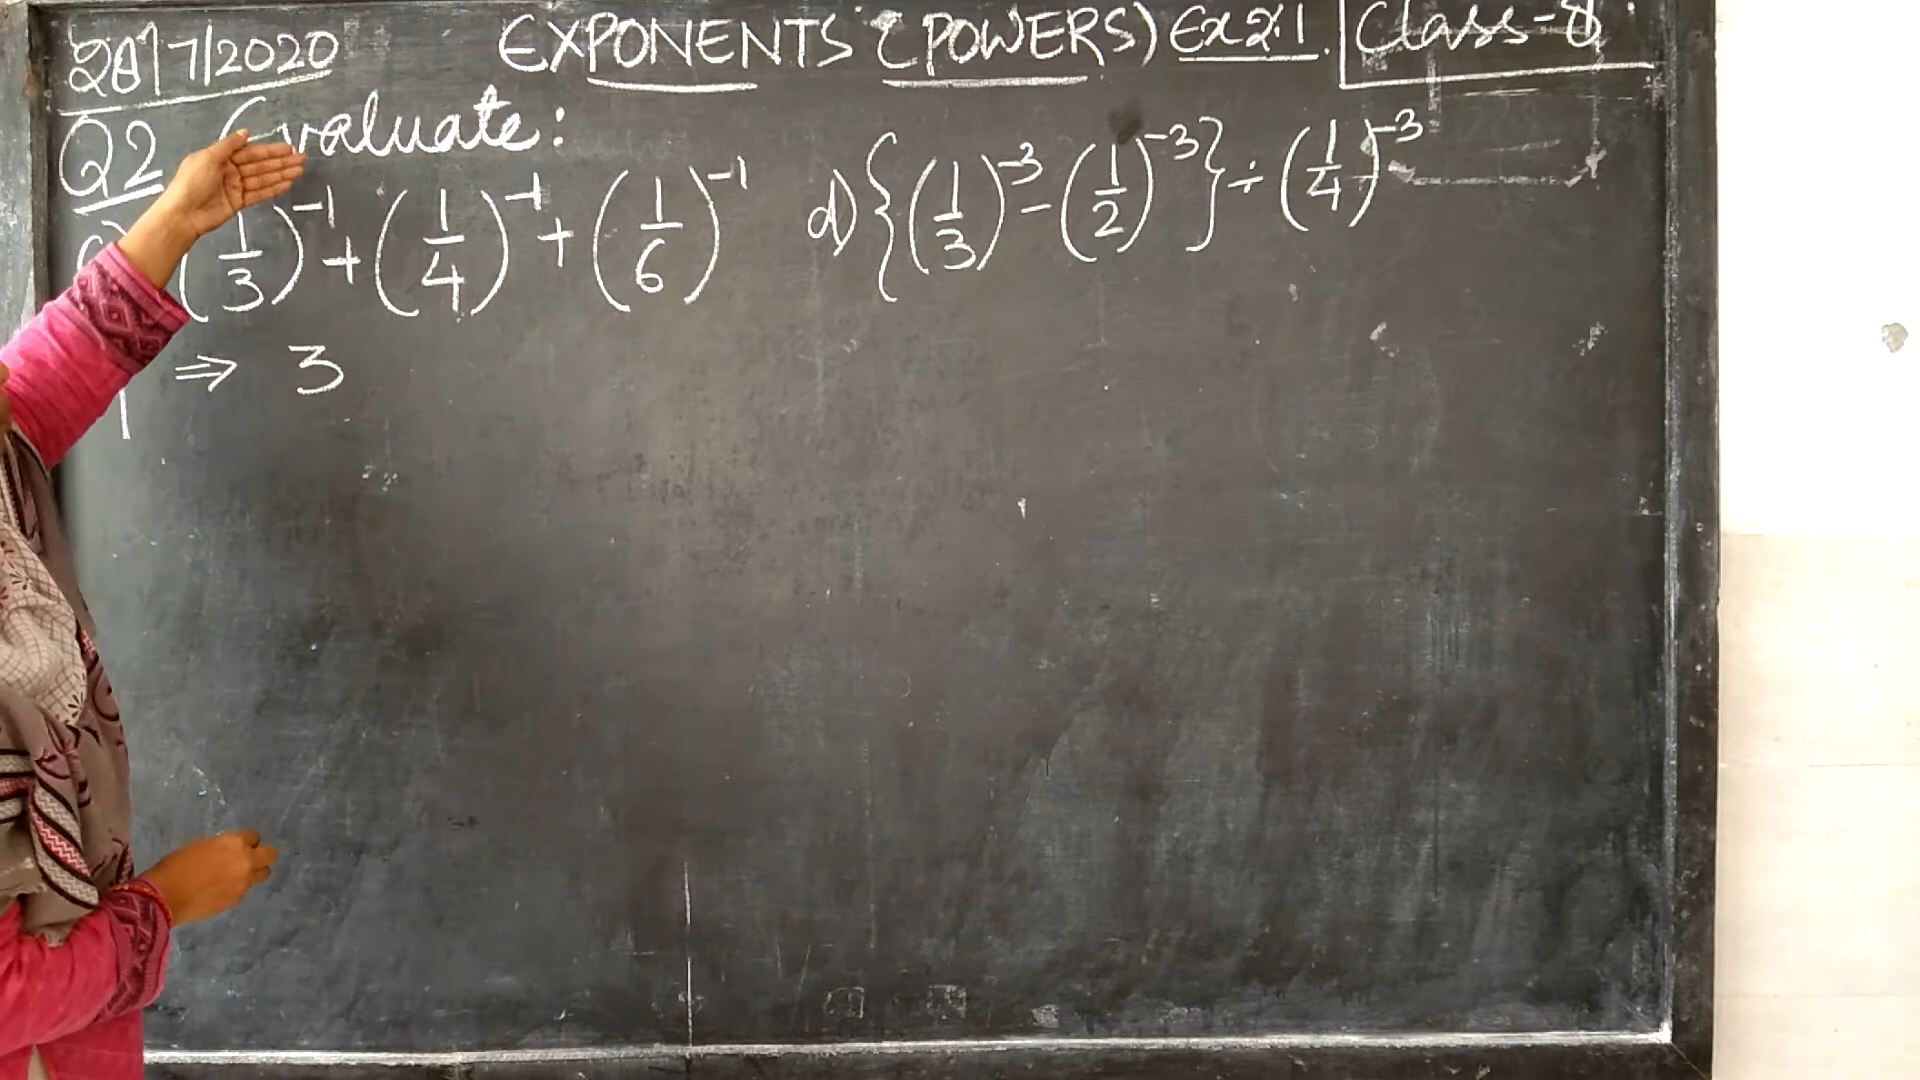 28/7/2020 EXPONENTS (POWERS) Ex 2.1. Class-8
Q2 Evaluate:
(1/3)^-1 + (1/4)^-1 + (1/6)^-1
d) {(1/3)^-3 - (1/2)^-3} ÷ (1/4)^-3
⇒ 3